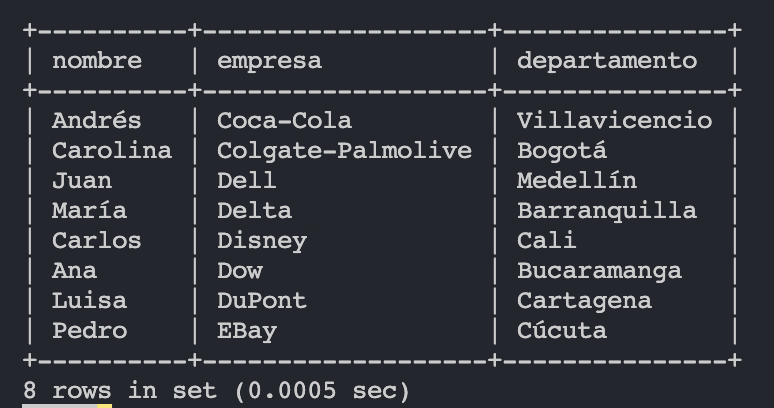 +----------+-------------------+---------------+
| nombre   | empresa           | departamento  |
+----------+-------------------+---------------+
| Andrés   | Coca-Cola         | Villavicencio |
| Carolina | Colgate-Palmolive | Bogotá        |
| Juan     | Dell              | Medellín      |
| María    | Delta             | Barranquilla  |
| Carlos   | Disney            | Cali          |
| Ana      | Dow               | Bucaramanga   |
| Luisa    | DuPont            | Cartagena     |
| Pedro    | EBay              | Cúcuta        |
+----------+-------------------+---------------+
8 rows in set (0.0005 sec)